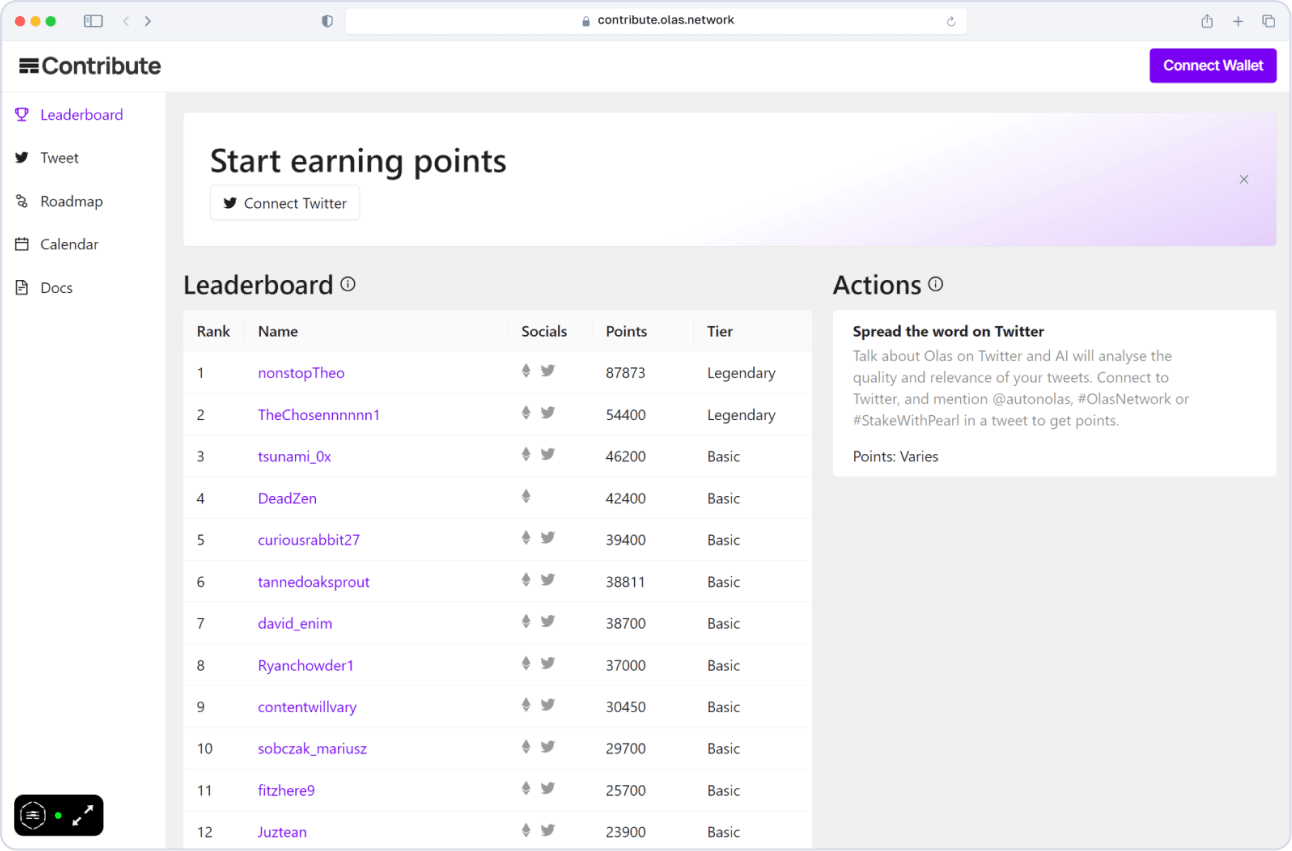 contribute.olas.network
Contribute
Connect Wallet
Leaderboard
Tweet
Roadmap
Calendar
Docs
Start earning points
Connect Twitter
Leaderboard
Rank Name Socials Points Tier
1 nonstopTheo 87873 Legendary
2 TheChosennnnnn1 54400 Legendary
3 tsunami_0x 46200 Basic
4 DeadZen 42400 Basic
5 curiousrabbit27 39400 Basic
6 tannedoaksprout 38811 Basic
7 david_enim 38700 Basic
8 Ryanchowder1 37000 Basic
9 contentwillvary 30450 Basic
10 sobczak_mariusz 29700 Basic
11 fitzhere9 25700 Basic
12 Juztean 23900 Basic
Actions
Spread the word on Twitter
Talk about Olas on Twitter and AI will analyse the
quality and relevance of your tweets. Connect to
Twitter, and mention @autonolas, #OlasNetwork or
#StakeWithPearl in a tweet to get points.
Points: Varies